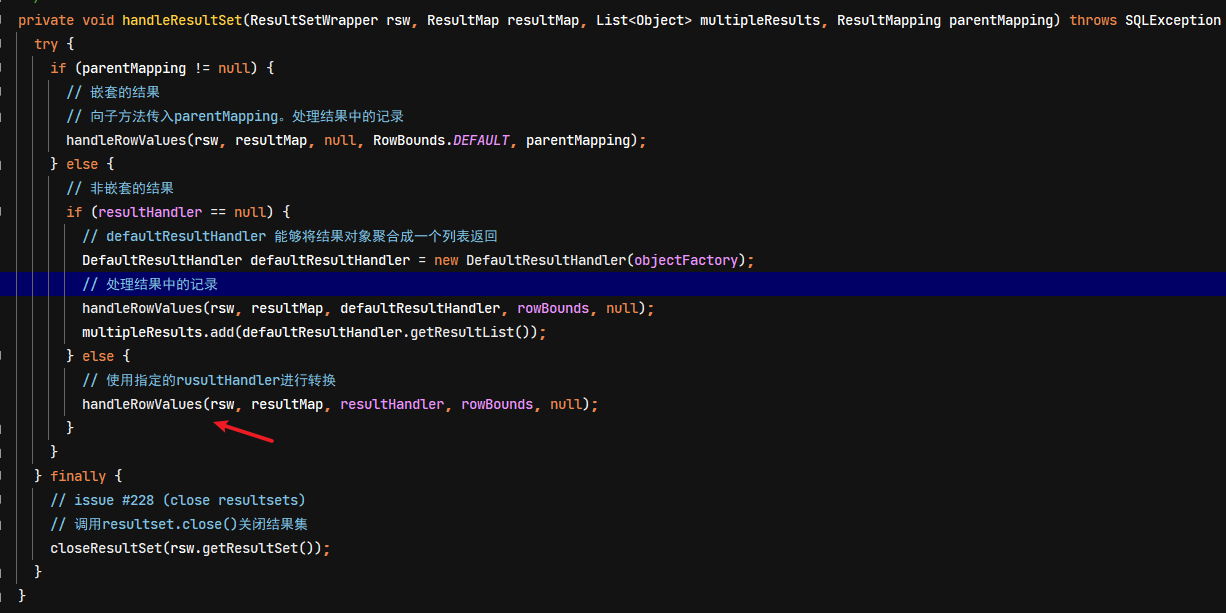 private void handleResultSet(ResultSetWrapper rsw, ResultMap resultMap, List<Object> multipleResults, ResultMapping parentMapping) throws SQLException
try {
if (parentMapping != null) {
// 嵌套的结果
// 向子方法传入parentMapping。处理结果中的记录
handleRowValues(rsw, resultMap, null, RowBounds.DEFAULT, parentMapping);
} else {
// 非嵌套的结果
if (resultHandler == null) {
// defaultResultHandler 能够将结果对象聚合成一个列表返回
DefaultResultHandler defaultResultHandler = new DefaultResultHandler(objectFactory);
// 处理结果中的记录
handleRowValues(rsw, resultMap, defaultResultHandler, rowBounds, null);
multipleResults.add(defaultResultHandler.getResultList());
} else {
// 使用指定的rusultHandler进行转换
handleRowValues(rsw, resultMap, resultHandler, rowBounds, null);
}
}
} finally {
// issue #228 (close resultsets)
// 调用resultset.close()关闭结果集
closeResultSet(rsw.getResultSet());
}
}